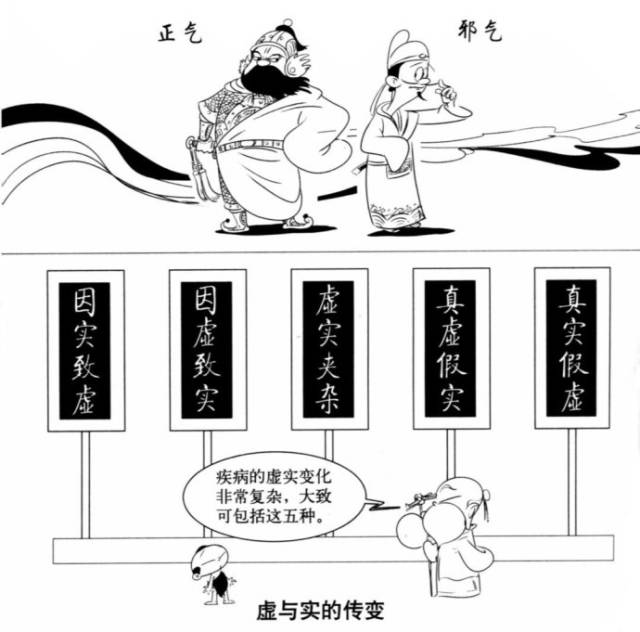 正气
邪气
因实致虚
因虚致实
虚实夹杂
真虚假实
真实假虚
疾病的虚实变化
非常复杂，大致
可包括这五种。
虚与实的传变